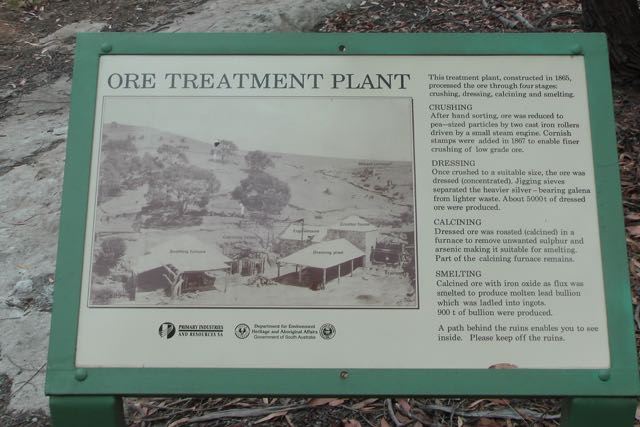 ORE TREATMENT PLANT
Smelting furnace
Engine house
Crusher house
Dressing plant
PRIMARY INDUSTRIES
AND RESOURCES SA
Department for Environment
Heritage and Aboriginal Affairs
Government of South Australia
This treatment plant, constructed in 1865,
processed the ore through four stages:
crushing, dressing, calcining and smelting.
CRUSHING
After hand sorting, ore was reduced to
pea-sized particles by two cast iron rollers
driven by a small steam engine. Cornish
stamps were added in 1867 to enable finer
crushing of low grade ore.
DRESSING
Once crushed to a suitable size, the ore was
dressed (concentrated). Jigging sieves
separated the heavier silver-bearing galena
from lighter waste. About 5000t of dressed
ore were produced.
CALCINING
Dressed ore was roasted (calcined) in a
furnace to remove unwanted sulphur and
arsenic making it suitable for smelting.
Part of the calcining furnace remains.
SMELTING
Calcined ore with iron oxide as flux was
smelted to produce molten lead bullion
which was ladled into ingots.
900 t of bullion were produced.
A path behind the ruins enables you to see
inside. Please keep off the ruins.